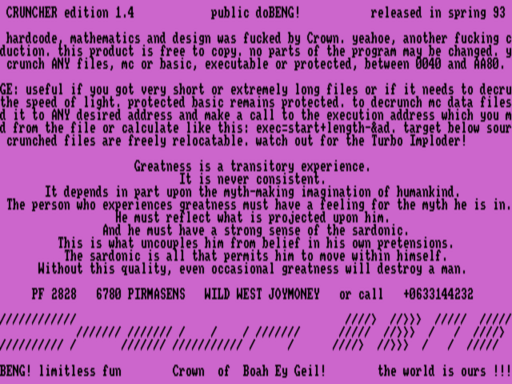 CRUNCHER edition 1.4 public doBENG! released in spring 93
hardcode, mathematics and design was fucked by Crown. yeahoe, another fucking c
duction. this product is free to copy. no parts of the program may be changed. y
crunch ANY files, mc or basic, executable or protected, between 0040 and AA80.
GE: useful if you got very short or extremely long files or if it needs to decru
the speed of light. protected basic remains protected. to decrunch mc data files
d it to ANY desired address and make a call to the execution address which you m
d from the file or calculate like this: exec=start+length-&ad. target below sour
crunched files are freely relocatable. watch out for the Turbo Imploder!
Greatness is a transitory experience.
It is never consistent.
It depends in part upon the myth-making imagination of humankind.
The person who experiences greatness must have a feeling for the myth he is in.
He must reflect what is projected upon him.
And he must have a strong sense of the sardonic.
This is what uncouples him from belief in his own pretensions.
The sardonic is all that permits him to move within himself.
Without this quality, even occasional greatness will destroy a man.
PF 2828 6780 PIRMASENS WILD WEST JOYMONEY or call +0633144232
BENG! limitless fun Crown of Boah Ey Geil! the world is ours !!!